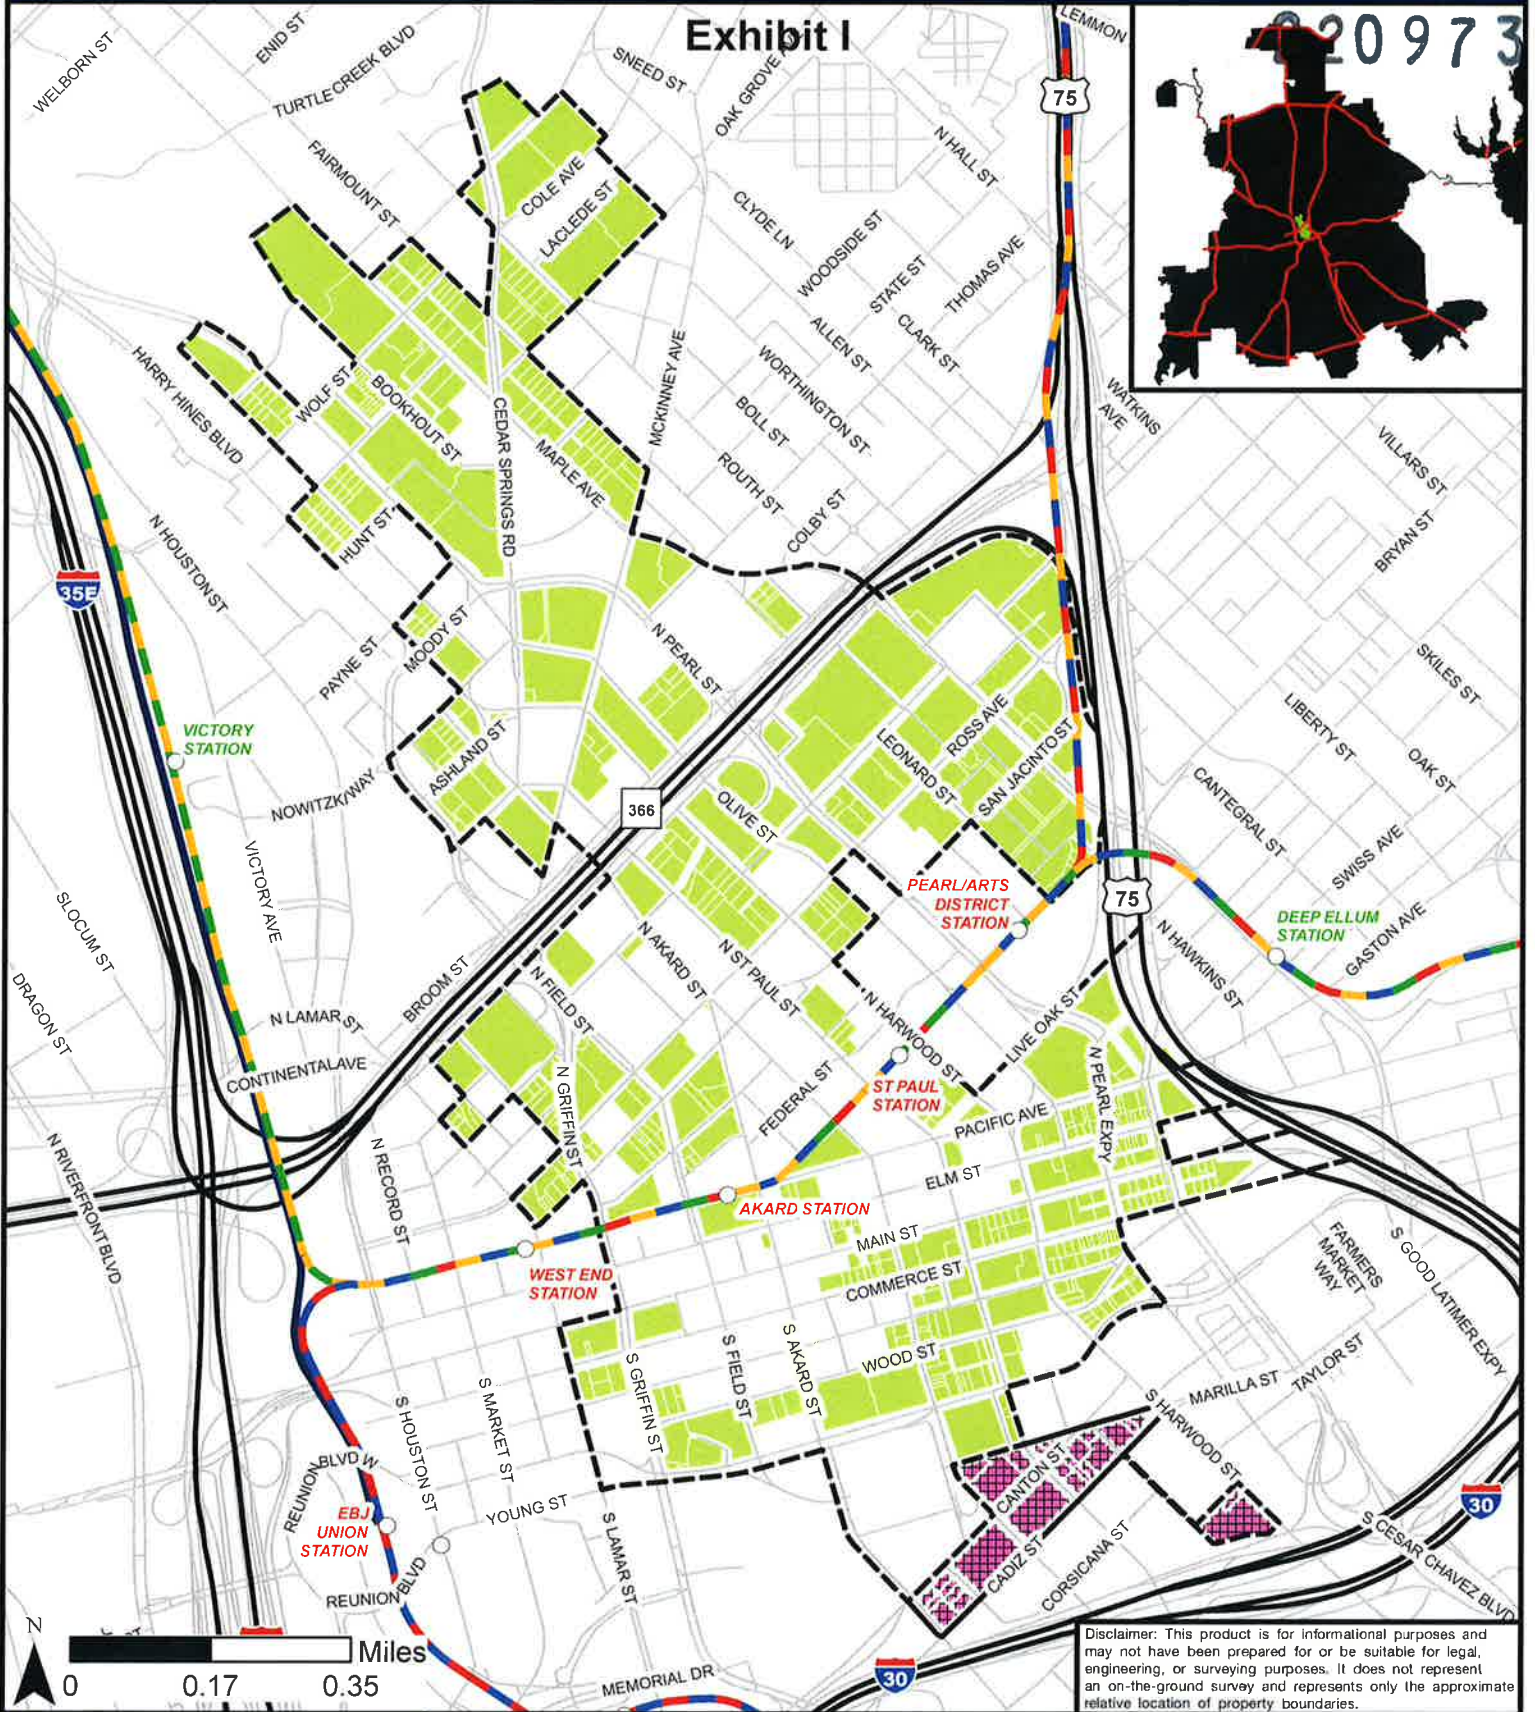 Exhibit I
20973
LEMMON
WELBORN ST
ENID ST
TURTLE CREEK BLVD
SNEED ST
OAK GROVE
75
N HALL ST
FAIRMOUNT ST
COLE AVE
LACLEDE ST
CLYDE LN
WOODSIDE ST
STATE ST
THOMAS AVE
ALLEN ST
CLARK ST
HARRY HINES BLVD
WOLF ST
BOOKHOUT ST
CEDAR SPRINGS RD
MAPLE AVE
MCKINNEY AVE
WORTHINGTON ST
BOLL ST
ROUTH ST
COLBY ST
WATKINS
AVE
VILLARS ST
BRYAN ST
N HOUSTON ST
HUNT ST
35E
MOODY ST
PAYNE ST
N PEARL ST
SKILES ST
LIBERTY ST
OAK ST
VICTORY
STATION
ASHLAND ST
ROSS AVE
LEONARD ST
SAN JACINTO ST
NOWITZKI WAY
366
OLIVE ST
CANTEGRAL ST
SWISS AVE
VICTORY AVE
PEARL/ARTS
DISTRICT
STATION
75
DEEP ELLUM
STATION
GASTON AVE
SLOCUM ST
N AKARD ST
N ST PAUL ST
N HAWKINS ST
DRAGON ST
BROOM ST
N FIELD ST
N HARWOOD ST
LIVE OAK ST
N LAMAR ST
CONTINENTAL AVE
N GRIFFIN ST
FEDERAL ST
ST PAUL
STATION
PACIFIC AVE
N PEARL EXPY
N RIVERFRONT BLVD
N RECORD ST
ELM ST
AKARD STATION
MAIN ST
COMMERCE ST
FARMERS
MARKET
WAY
S GOOD LATIMER EXPY
WEST END
STATION
S GRIFFIN ST
S FIELD ST
S AKARD ST
WOOD ST
S HOUSTON ST
S MARKET ST
MARILLA ST
TAYLOR ST
S HARWOOD ST
REUNION
BLVD W
YOUNG ST
S LAMAR ST
CANTON ST
CADIZ ST
CORSICANA ST
30
S CESAR CHAVEZ BLVD
EBJ
UNION
STATION
REUNION BLVD
N
Miles
0 0.17 0.35
MEMORIAL DR
30
Disclaimer: This product is for informational purposes and
may not have been prepared for or be suitable for legal,
engineering, or surveying purposes. It does not represent
an on-the-ground survey and represents only the approximate
relative location of property boundaries.